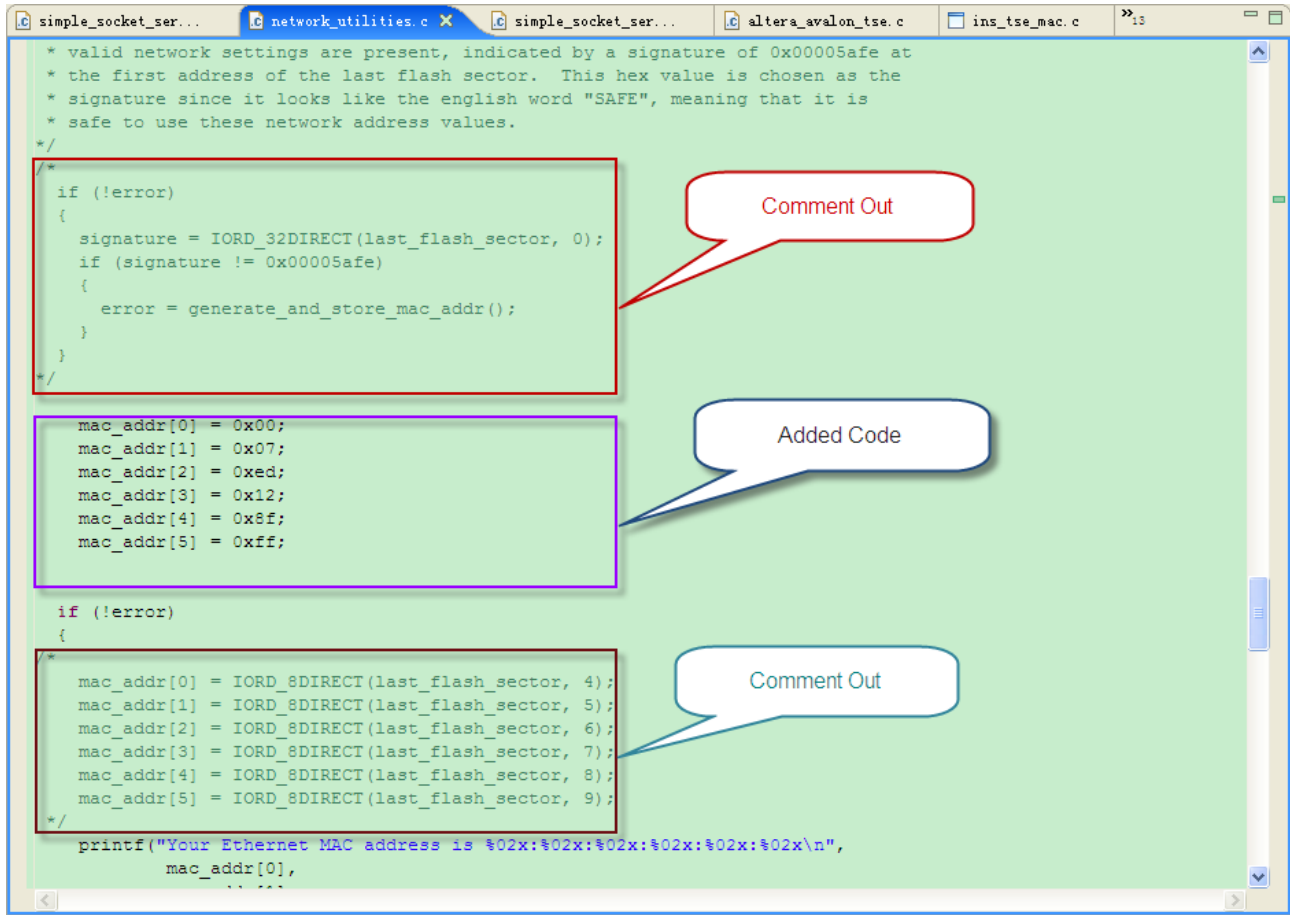 simple_socket_ser...
network_utilities.c
simple_socket_ser...
altera_avalon_tse.c
ins_tse_mac.c
»13
* valid network settings are present, indicated by a signature of 0x00005afe at
* the first address of the last flash sector.  This hex value is chosen as the
* signature since it looks like the english word "SAFE", meaning that it is
* safe to use these network address values.
*/
/*
if (!error)
{
signature = IORD_32DIRECT(last_flash_sector, 0);
if (signature != 0x00005afe)
{
error = generate_and_store_mac_addr();
}
}
*/
Comment Out
mac_addr[0] = 0x00;
mac_addr[1] = 0x07;
mac_addr[2] = 0xed;
mac_addr[3] = 0x12;
mac_addr[4] = 0x8f;
mac_addr[5] = 0xff;
Added Code
if (!error)
{
/*
mac_addr[0] = IORD_8DIRECT(last_flash_sector, 4);
mac_addr[1] = IORD_8DIRECT(last_flash_sector, 5);
mac_addr[2] = IORD_8DIRECT(last_flash_sector, 6);
mac_addr[3] = IORD_8DIRECT(last_flash_sector, 7);
mac_addr[4] = IORD_8DIRECT(last_flash_sector, 8);
mac_addr[5] = IORD_8DIRECT(last_flash_sector, 9);
*/
Comment Out
printf("Your Ethernet MAC address is %02x:%02x:%02x:%02x:%02x:%02x\n",
mac_addr[0],